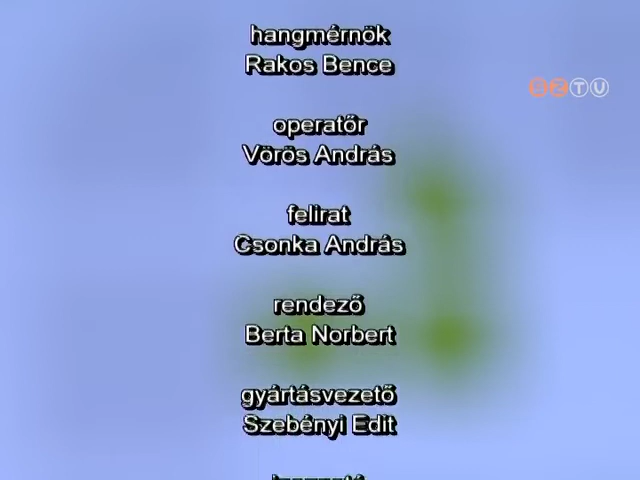 hangmérnök
Rakos Bence
operatőr
Vörös András
felirat
Csonka András
rendező
Berta Norbert
gyártásvezető
Szebényi Edit